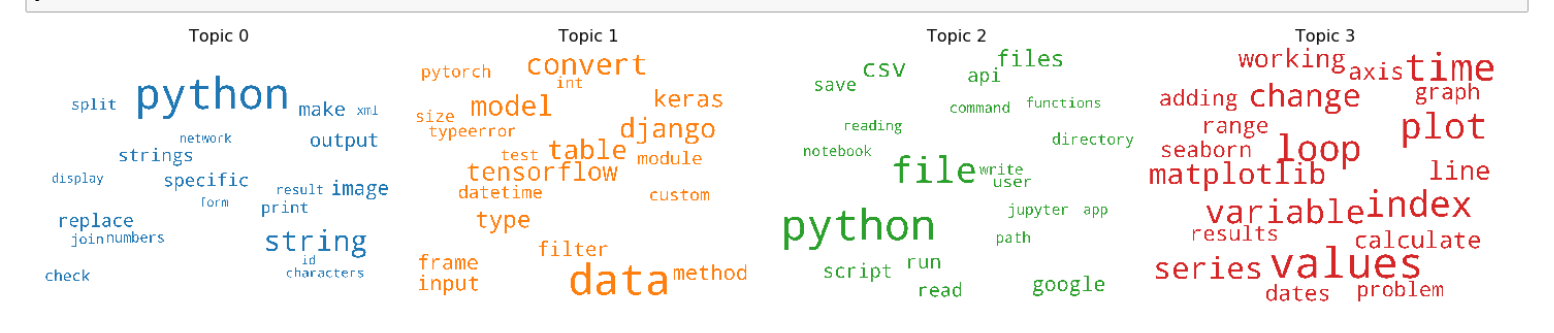 Topic 0
python
split
make
xml
network
output
strings
display
specific
result
image
form
print
replace
join
numbers
string
id
characters
check
Topic 1
pytorch
convert
int
model
keras
size
typeerror
django
test
table
module
tensorflow
datetime
custom
type
filter
frame
data
method
input
Topic 2
files
csv
api
save
command
functions
reading
directory
notebook
file
write
user
python
jupyter
app
path
script
run
read
google
Topic 3
working
axis
time
adding
change
graph
range
plot
seaborn
loop
matplotlib
line
variable
index
results
calculate
series
values
dates
problem